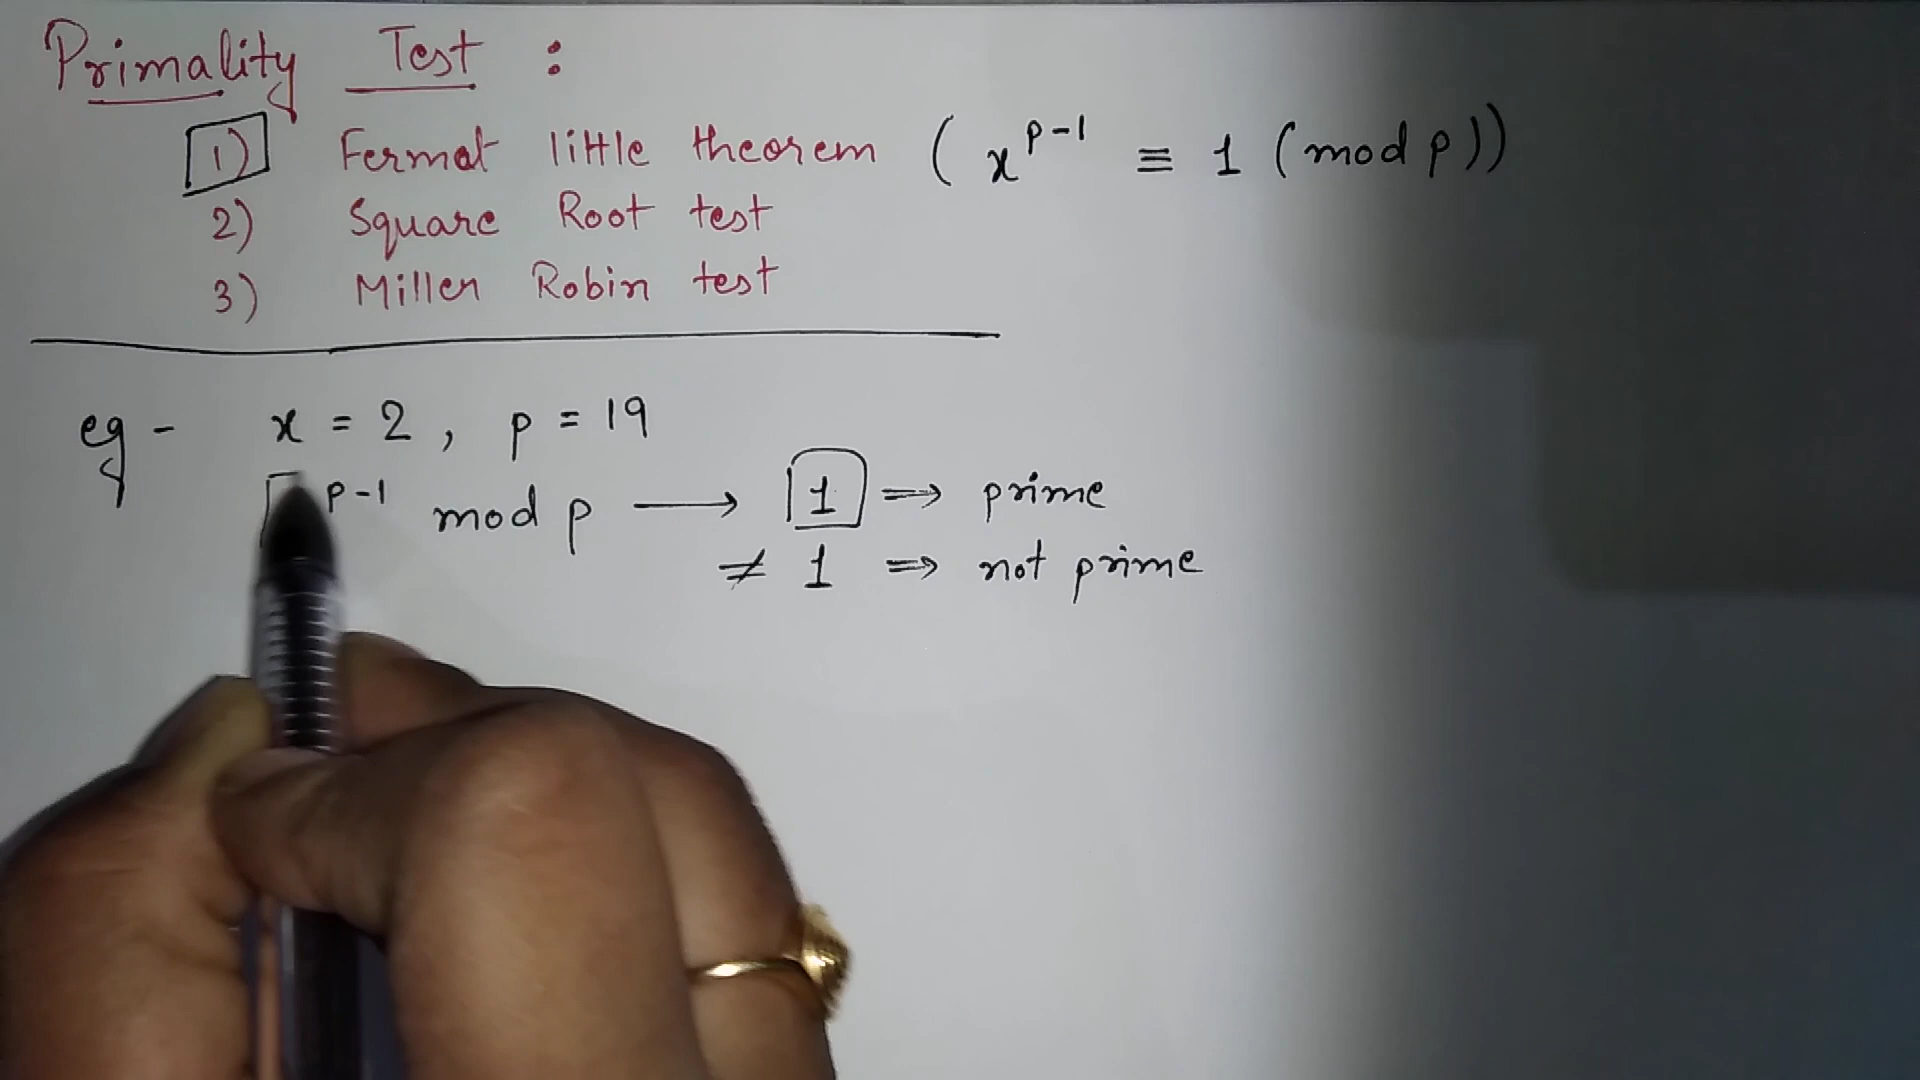 Primality Test :
1) Fermat little theorem ( x^p-1 ≡ 1 (mod p))
2) Square Root test
3) Miller Robin test
eg - x = 2 , p = 19
p-1 mod p → 1 ⇒ prime
≠ 1 ⇒ not prime